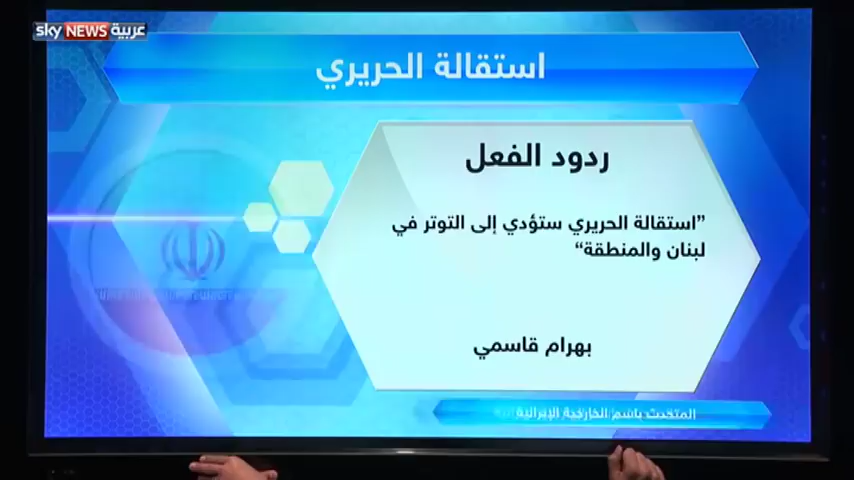 sky NEWS عربية
استقالة الحريري
ردود الفعل
”استقالة الحريري ستؤدي إلى التوتر في
لبنان والمنطقة“
بهرام قاسمي
المتحدث باسم الخارجية الإيرانية